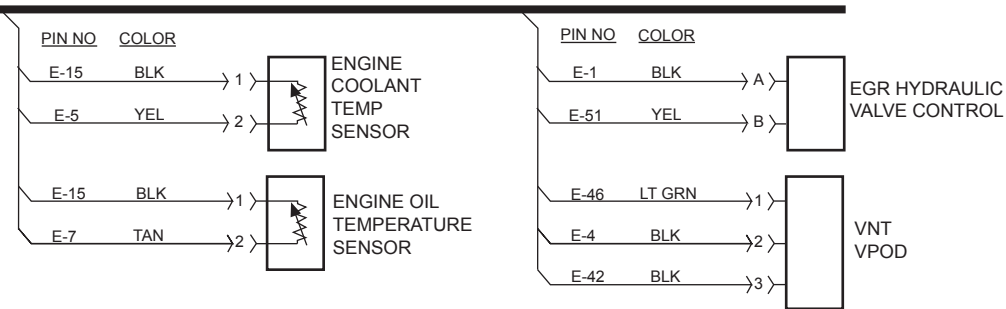 PIN NO COLOR
E-15 BLK 1
E-5 YEL 2
ENGINE
COOLANT
TEMP
SENSOR
E-15 BLK 1
E-7 TAN 2
ENGINE OIL
TEMPERATURE
SENSOR
PIN NO COLOR
E-1 BLK A
E-51 YEL B
EGR HYDRAULIC
VALVE CONTROL
E-46 LT GRN 1
E-4 BLK 2
E-42 BLK 3
VNT
VPOD